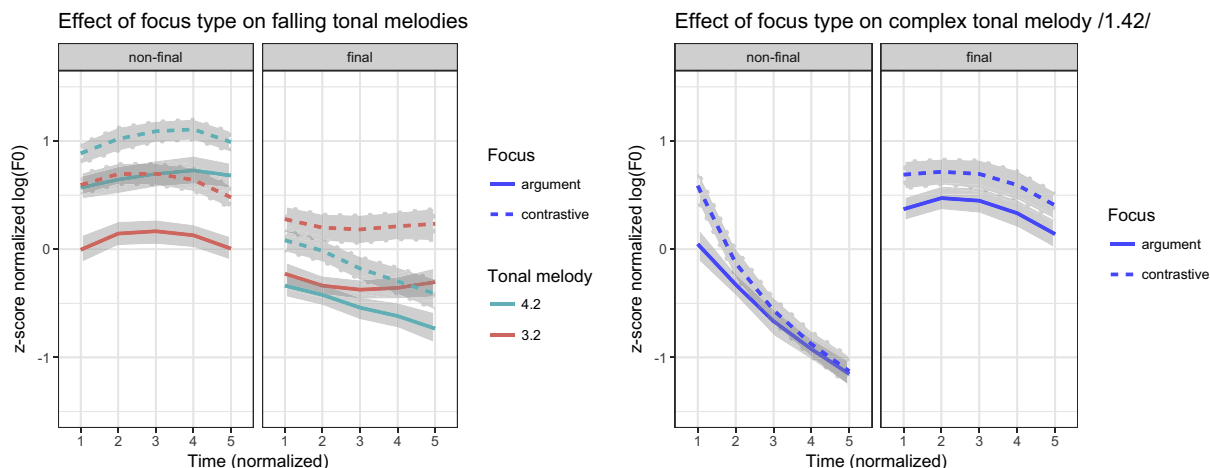 Effect of focus type on falling tonal melodies
non-final
final
z-score normalized log(F0)
1
0
-1
1 2 3 4 5
1 2 3 4 5
Time (normalized)
Focus
argument
contrastive
Tonal melody
4.2
3.2
Effect of focus type on complex tonal melody /1.42/
non-final
final
z-score normalized log(F0)
1
0
-1
1 2 3 4 5
1 2 3 4 5
Time (normalized)
Focus
argument
contrastive